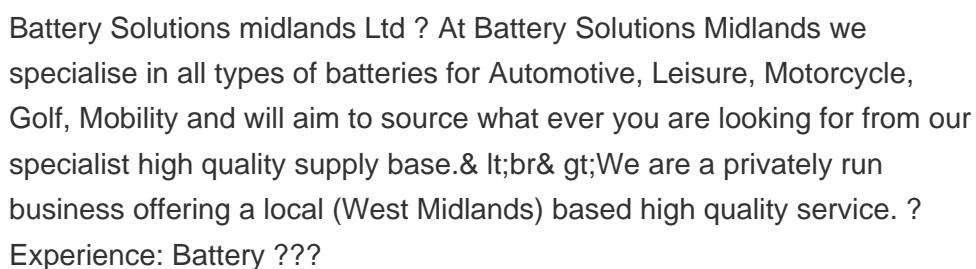 Battery Solutions midlands Ltd ? At Battery Solutions Midlands we
specialise in all types of batteries for Automotive, Leisure, Motorcycle,
Golf, Mobility and will aim to source what ever you are looking for from our
specialist high quality supply base.& lt;br& gt;We are a privately run
business offering a local (West Midlands) based high quality service. ?
Experience: Battery ???